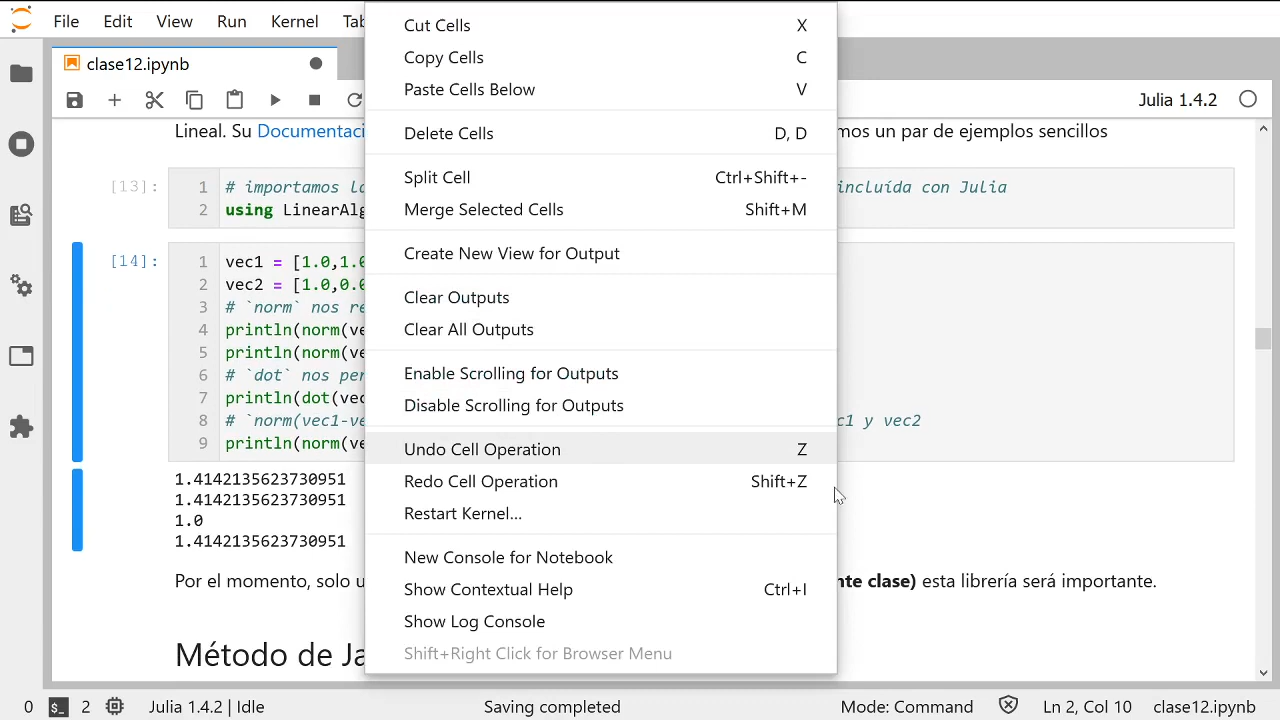 File Edit View Run Kernel Tab
clase12.ipynb
Julia 1.4.2
Lineal. Su Documentaci mos un par de ejemplos sencillos
[13]: 1 # importamos la incluída con Julia
2 using LinearAlg
[14]: 1 vec1 = [1.0,1.0
2 vec2 = [1.0,0.0
3 # `norm` nos re
4 println(norm(ve
5 println(norm(ve
6 # `dot` nos per
7 println(dot(vec
8 # `norm(vec1-ve c1 y vec2
9 println(norm(ve
1.4142135623730951
1.4142135623730951
1.0
1.4142135623730951
Por el momento, solo u nte clase) esta librería será importante.
Método de Ja
Cut Cells X
Copy Cells C
Paste Cells Below V
Delete Cells D, D
Split Cell Ctrl+Shift+-
Merge Selected Cells Shift+M
Create New View for Output
Clear Outputs
Clear All Outputs
Enable Scrolling for Outputs
Disable Scrolling for Outputs
Undo Cell Operation Z
Redo Cell Operation Shift+Z
Restart Kernel...
New Console for Notebook
Show Contextual Help Ctrl+I
Show Log Console
Shift+Right Click for Browser Menu
0 $_ 2 Julia 1.4.2 | Idle Saving completed Mode: Command Ln 2, Col 10 clase12.ipynb